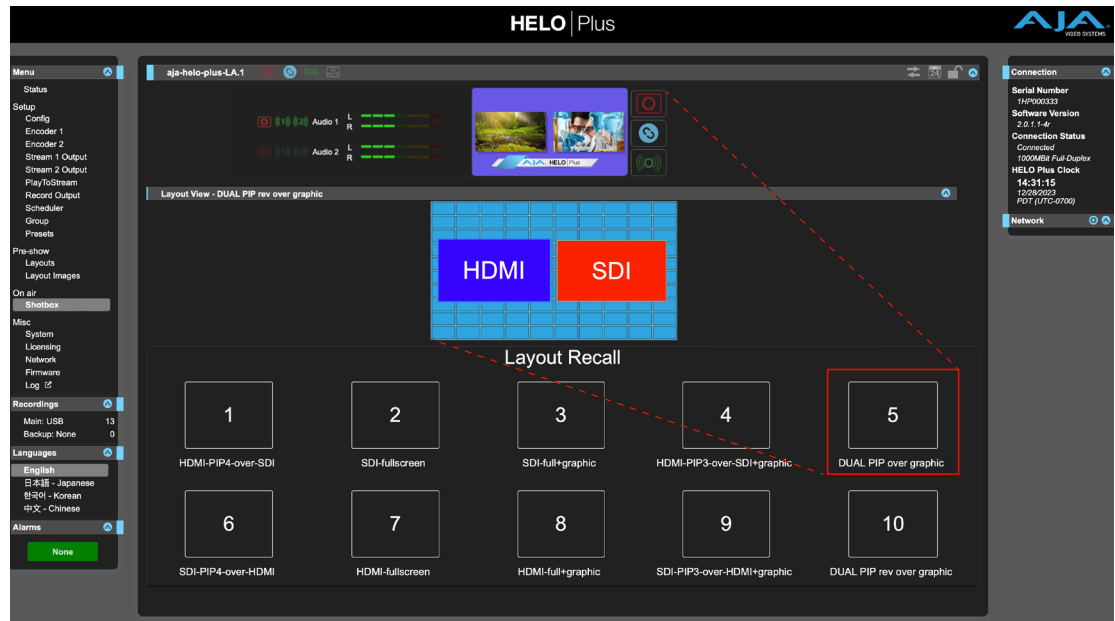 HELO Plus
AJA
VIDEO SYSTEMS
Menu
Status
Setup
Config
Encoder 1
Encoder 2
Stream 1 Output
Stream 2 Output
PlayToStream
Record Output
Scheduler
Group
Presets
Pre-show
Layouts
Layout Images
On air
Shotbox
Misc
System
Licensing
Network
Firmware
Log
Recordings
Main: USB 13
Backup: None 0
Languages
English
日本語 - Japanese
한국어 - Korean
中文 - Chinese
Alarms
None
aja-helo-plus-LA.1
24
Audio 1 L
R
Audio 2 L
R
AJA HELO Plus
Layout View - DUAL PIP rev over graphic
HDMI SDI
Layout Recall
1 2 3 4 5
HDMI-PIP4-over-SDI SDI-fullscreen SDI-full+graphic HDMI-PIP3-over-SDI+graphic DUAL PIP over graphic
6 7 8 9 10
SDI-PIP4-over-HDMI HDMI-fullscreen HDMI-full+graphic SDI-PIP3-over-HDMI+graphic DUAL PIP rev over graphic
Connection
Serial Number
1HP000333
Software Version
2.0.1.1-4r
Connection Status
Connected
1000MBit Full-Duplex
HELO Plus Clock
14:31:15
12/28/2023
PDT (UTC-0700)
Network